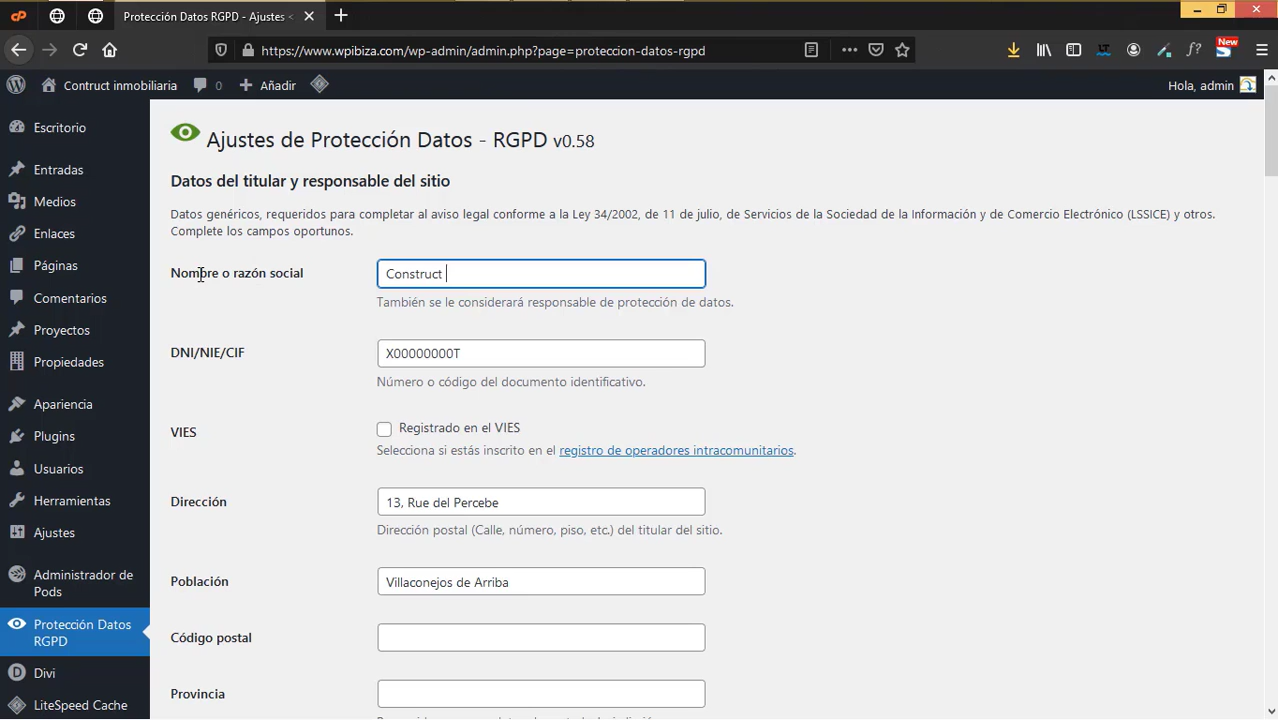 Protección Datos RGPD - Ajustes <
https://www.wpibiza.com/wp-admin/admin.php?page=proteccion-datos-rgpd
New
Contruct inmobiliaria
0
Añadir
Hola, admin
Escritorio
Entradas
Medios
Enlaces
Páginas
Comentarios
Proyectos
Propiedades
Apariencia
Plugins
Usuarios
Herramientas
Ajustes
Administrador de
Pods
Protección Datos
RGPD
Divi
LiteSpeed Cache
Ajustes de Protección Datos - RGPD v0.58
Datos del titular y responsable del sitio
Datos genéricos, requeridos para completar al aviso legal conforme a la Ley 34/2002, de 11 de julio, de Servicios de la Sociedad de la Información y de Comercio Electrónico (LSSICE) y otros.
Complete los campos oportunos.
Nombre o razón social
Construct
También se le considerará responsable de protección de datos.
DNI/NIE/CIF
X00000000T
Número o código del documento identificativo.
VIES
Registrado en el VIES
Selecciona si estás inscrito en el registro de operadores intracomunitarios.
Dirección
13, Rue del Percebe
Dirección postal (Calle, número, piso, etc.) del titular del sitio.
Población
Villaconejos de Arriba
Código postal
Provincia